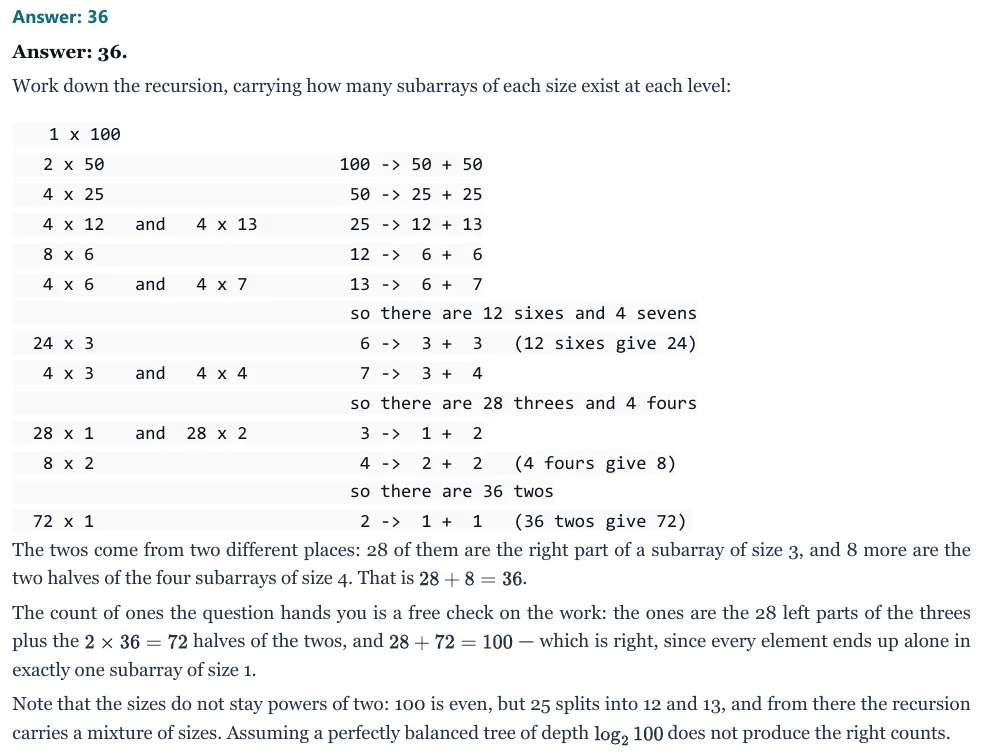 Answer: 36
Answer: 36.
Work down the recursion, carrying how many subarrays of each size exist at each level:
1 x 100
2 x 50 100 -> 50 + 50
4 x 25 50 -> 25 + 25
4 x 12 and 4 x 13 25 -> 12 + 13
8 x 6 12 -> 6 + 6
4 x 6 and 4 x 7 13 -> 6 + 7
so there are 12 sixes and 4 sevens
24 x 3 6 -> 3 + 3 (12 sixes give 24)
4 x 3 and 4 x 4 7 -> 3 + 4
so there are 28 threes and 4 fours
28 x 1 and 28 x 2 3 -> 1 + 2
8 x 2 4 -> 2 + 2 (4 fours give 8)
so there are 36 twos
72 x 1 2 -> 1 + 1 (36 twos give 72)
The twos come from two different places: 28 of them are the right part of a subarray of size 3, and 8 more are the
two halves of the four subarrays of size 4. That is 28 + 8 = 36.
The count of ones the question hands you is a free check on the work: the ones are the 28 left parts of the threes
plus the 2 × 36 = 72 halves of the twos, and 28 + 72 = 100 — which is right, since every element ends up alone in
exactly one subarray of size 1.
Note that the sizes do not stay powers of two: 100 is even, but 25 splits into 12 and 13, and from there the recursion
carries a mixture of sizes. Assuming a perfectly balanced tree of depth log₂ 100 does not produce the right counts.